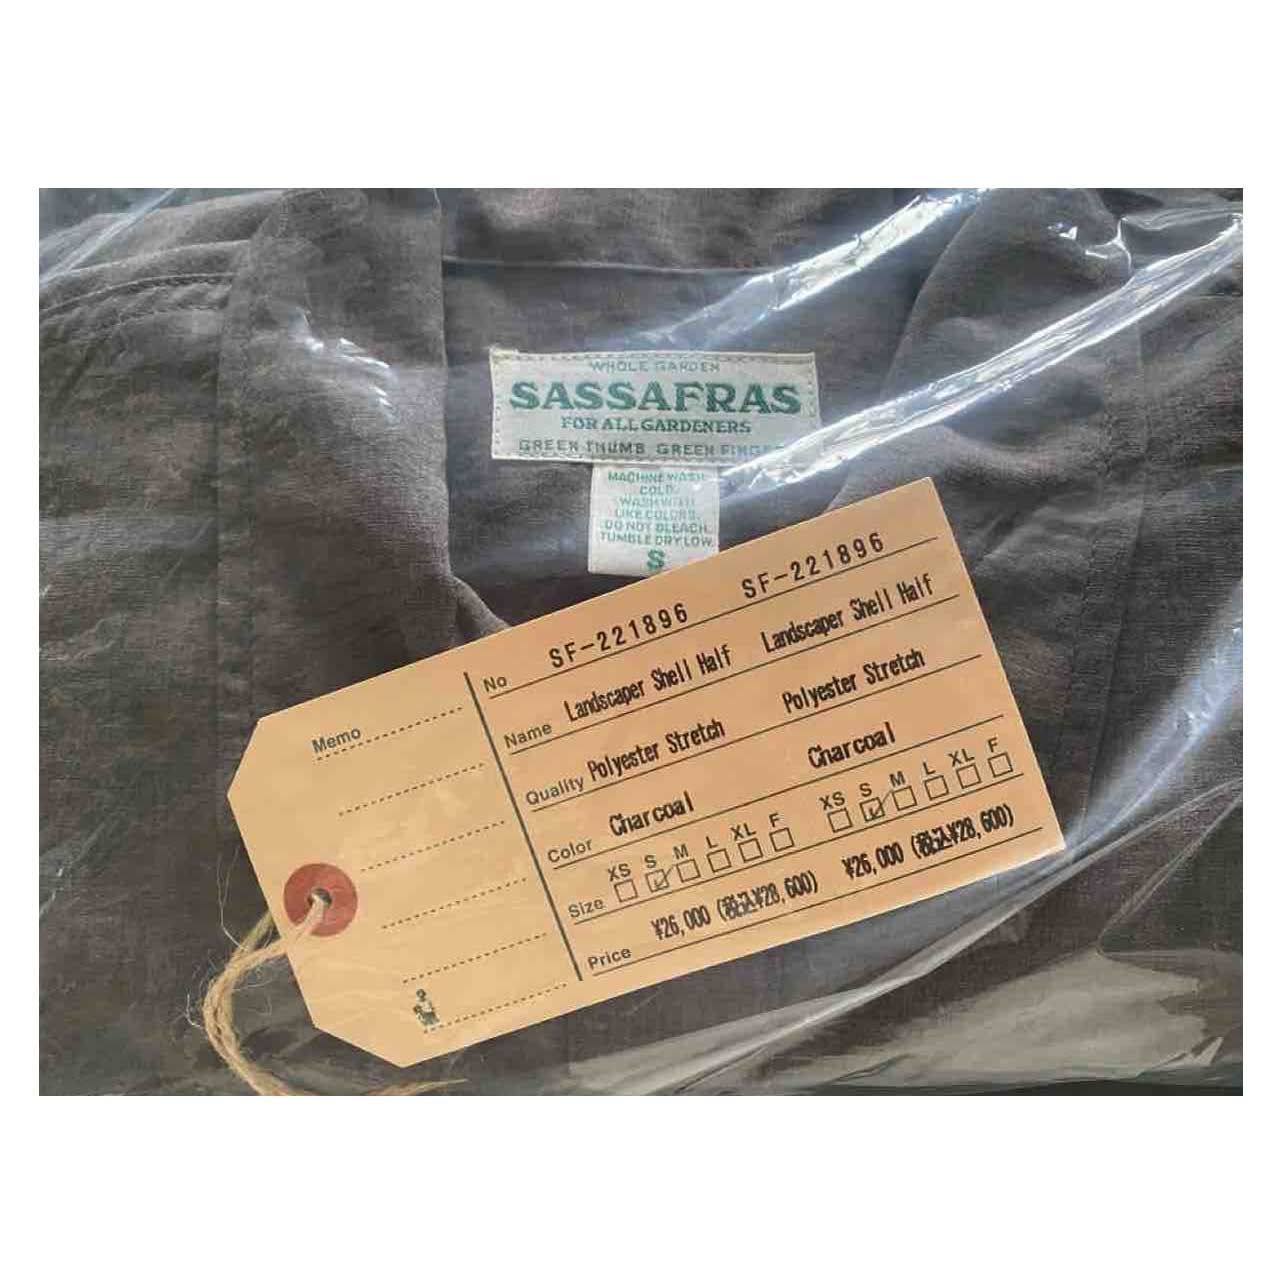 WHOLE GARDEN
SASSAFRAS
FOR ALL GARDENERS
GREEN THUMB GREEN
MACHINE WASH
COLD.
WASH WITH
LIKE COLORS.
DO NOT BLEACH.
TUMBLE DRY LOW.
S
Memo
No SF-221896 SF-221896
Name Landscaper Shell Half Landscaper Shell Half
Quality Polyester Stretch Polyester Stretch
Color Charcoal Charcoal
XS S M L XL F XS S M L XL F
Size
Price ¥26,000 (税込¥28,600) ¥26,000 (税込¥28,600)